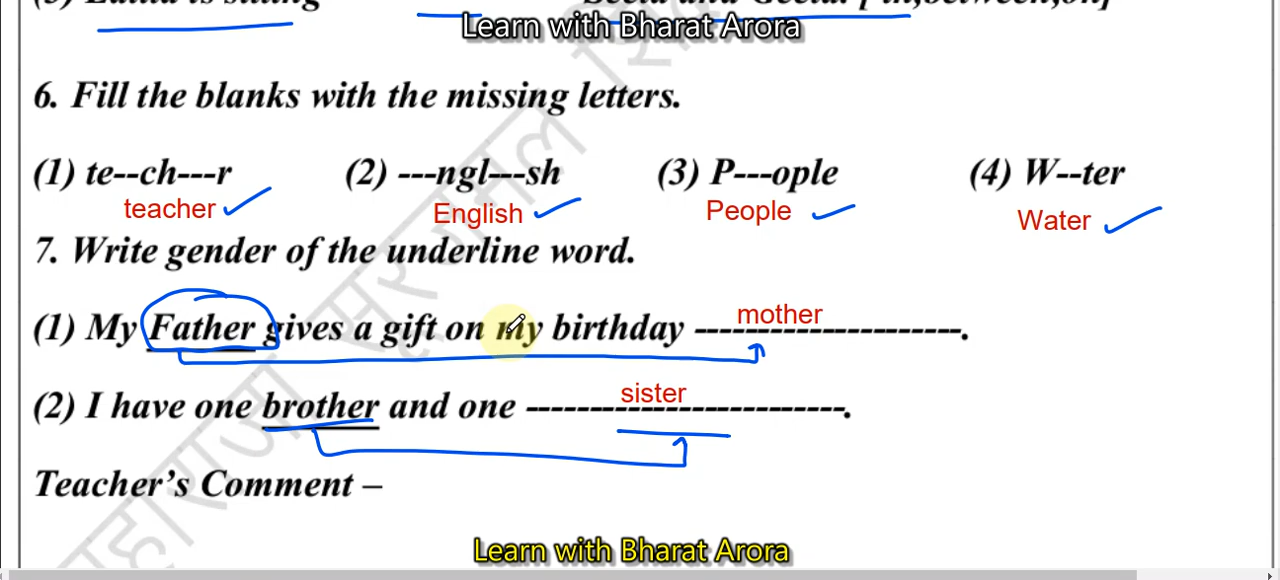 Learn with Bharat Arora
6. Fill the blanks with the missing letters.
(1) te--ch---r (2) ---ngl---sh (3) P---ople (4) W--ter
teacher English People Water
7. Write gender of the underline word.
(1) My Father gives a gift on my birthday ---------------------.
mother
(2) I have one brother and one -------------------------.
sister
Teacher's Comment –
Learn with Bharat Arora